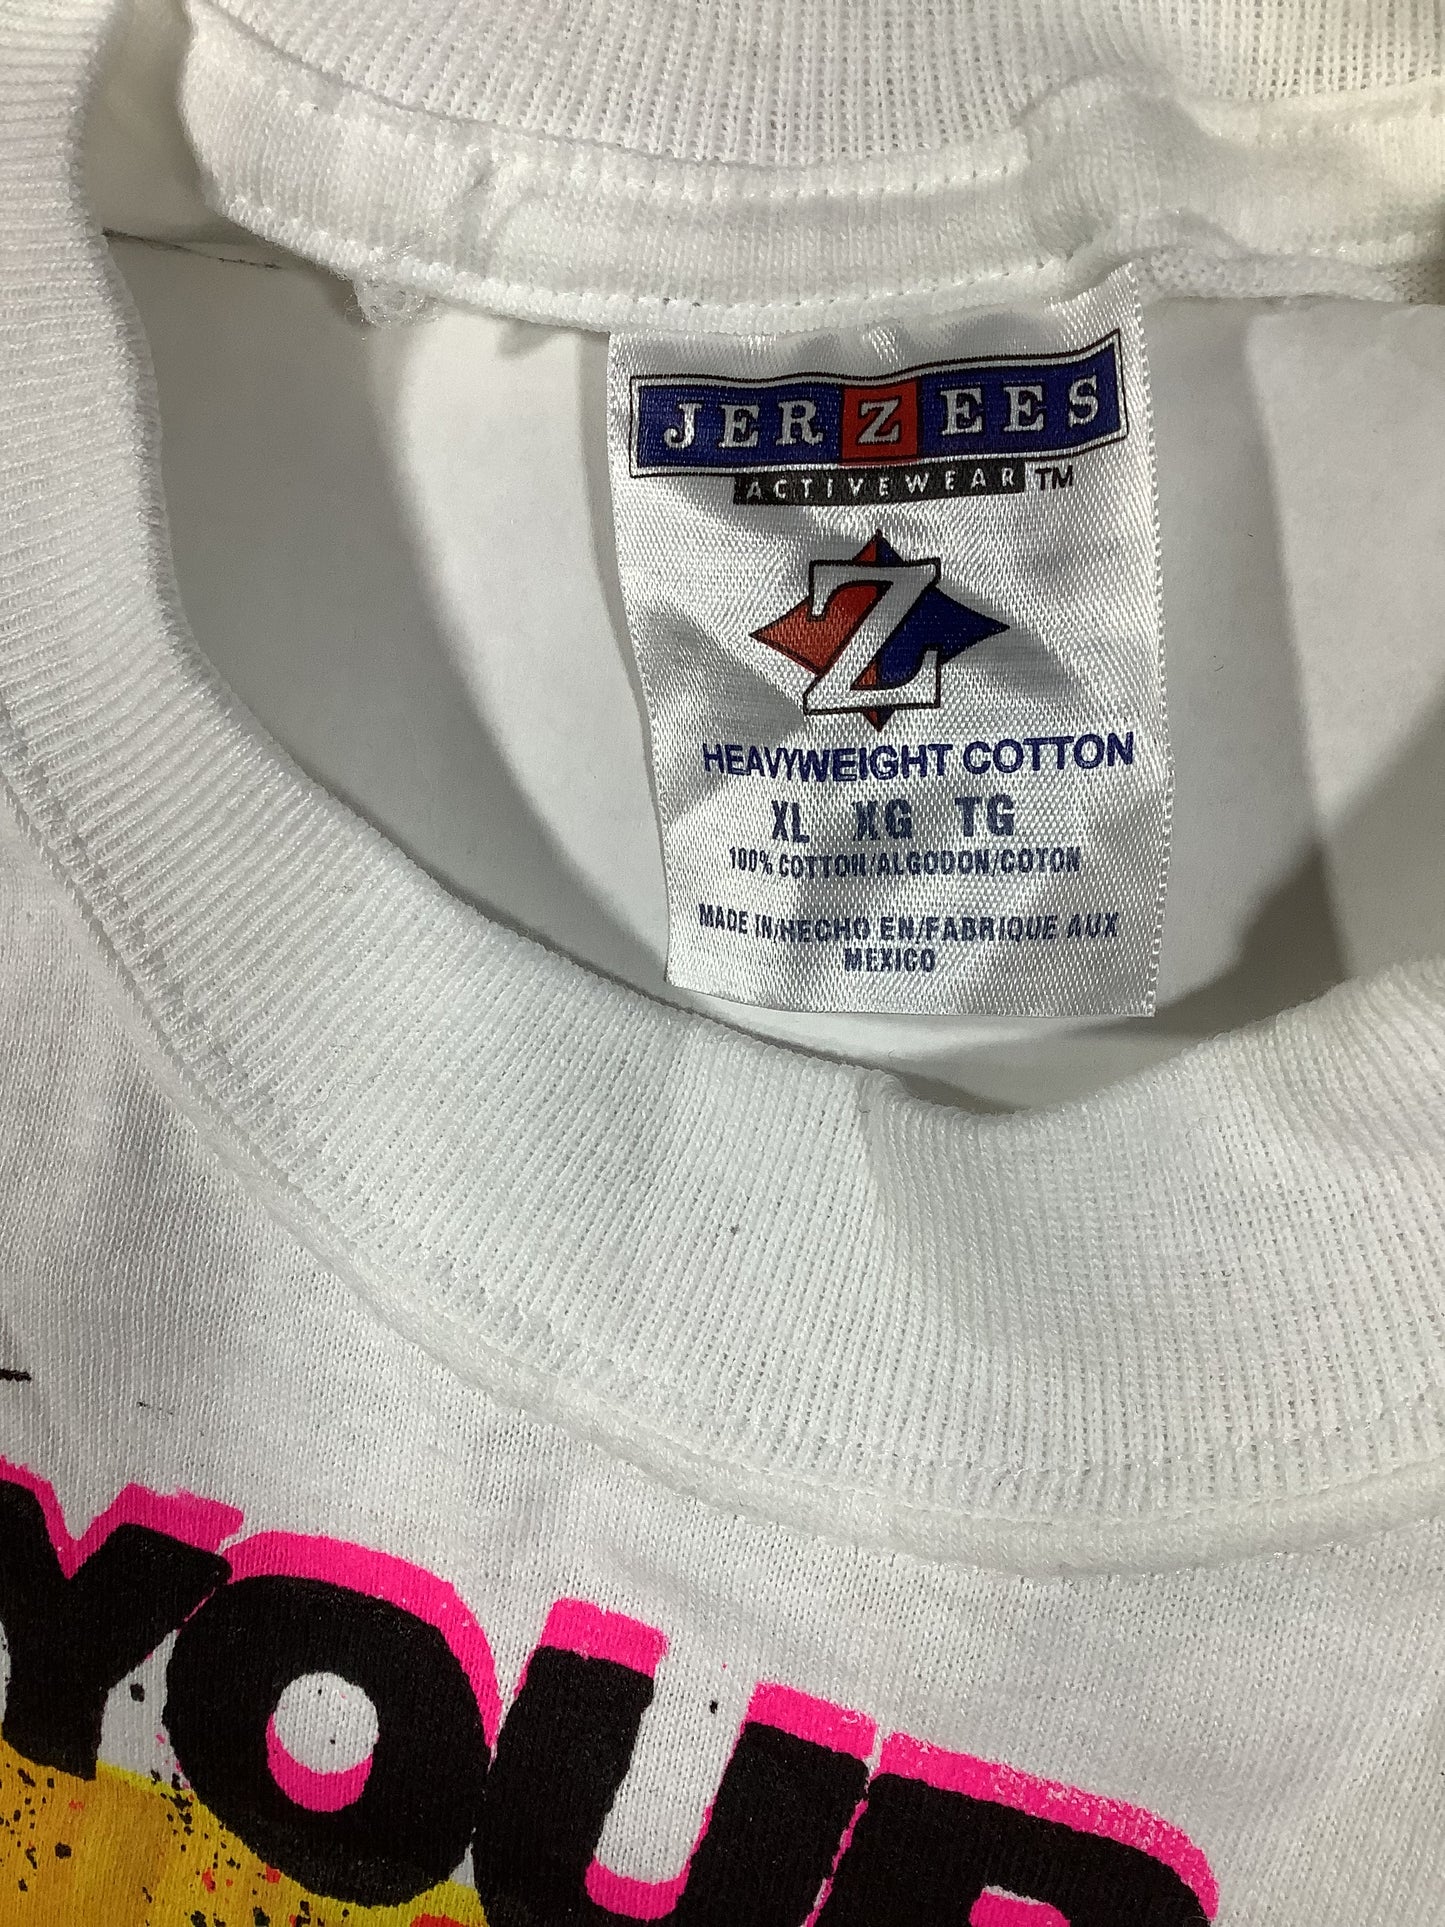 JERZEES
ACTIVEWEAR TM
Z
HEAVYWEIGHT COTTON
XL XG TG
100% COTTON/ALGODON/COTON
MADE IN/HECHO EN/FABRIQUE AUX
MEXICO
YOUR